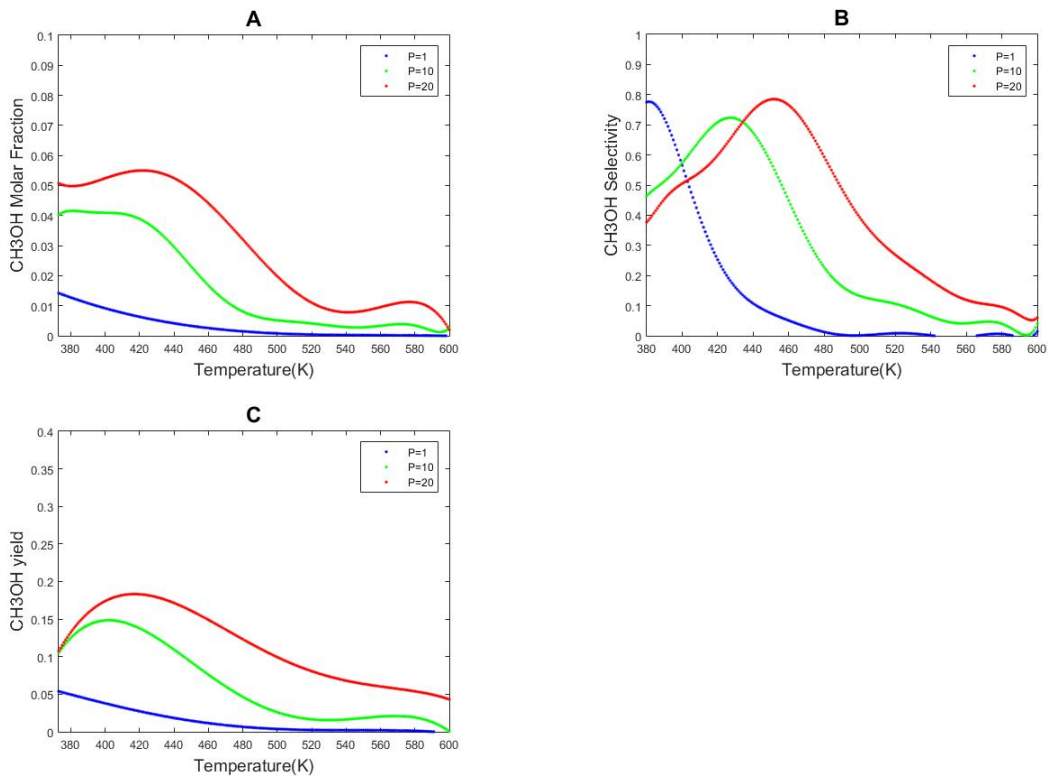 A
CH3OH Molar Fraction
0.1
0.09
0.08
0.07
0.06
0.05
0.04
0.03
0.02
0.01
0
380 400 420 440 460 480 500 520 540 560 580 600
Temperature(K)
P=1
P=10
P=20
B
CH3OH Selectivity
1
0.9
0.8
0.7
0.6
0.5
0.4
0.3
0.2
0.1
0
380 400 420 440 460 480 500 520 540 560 580 600
Temperature(K)
P=1
P=10
P=20
C
CH3OH yield
0.4
0.35
0.3
0.25
0.2
0.15
0.1
0.05
0
380 400 420 440 460 480 500 520 540 560 580 600
Temperature(K)
P=1
P=10
P=20